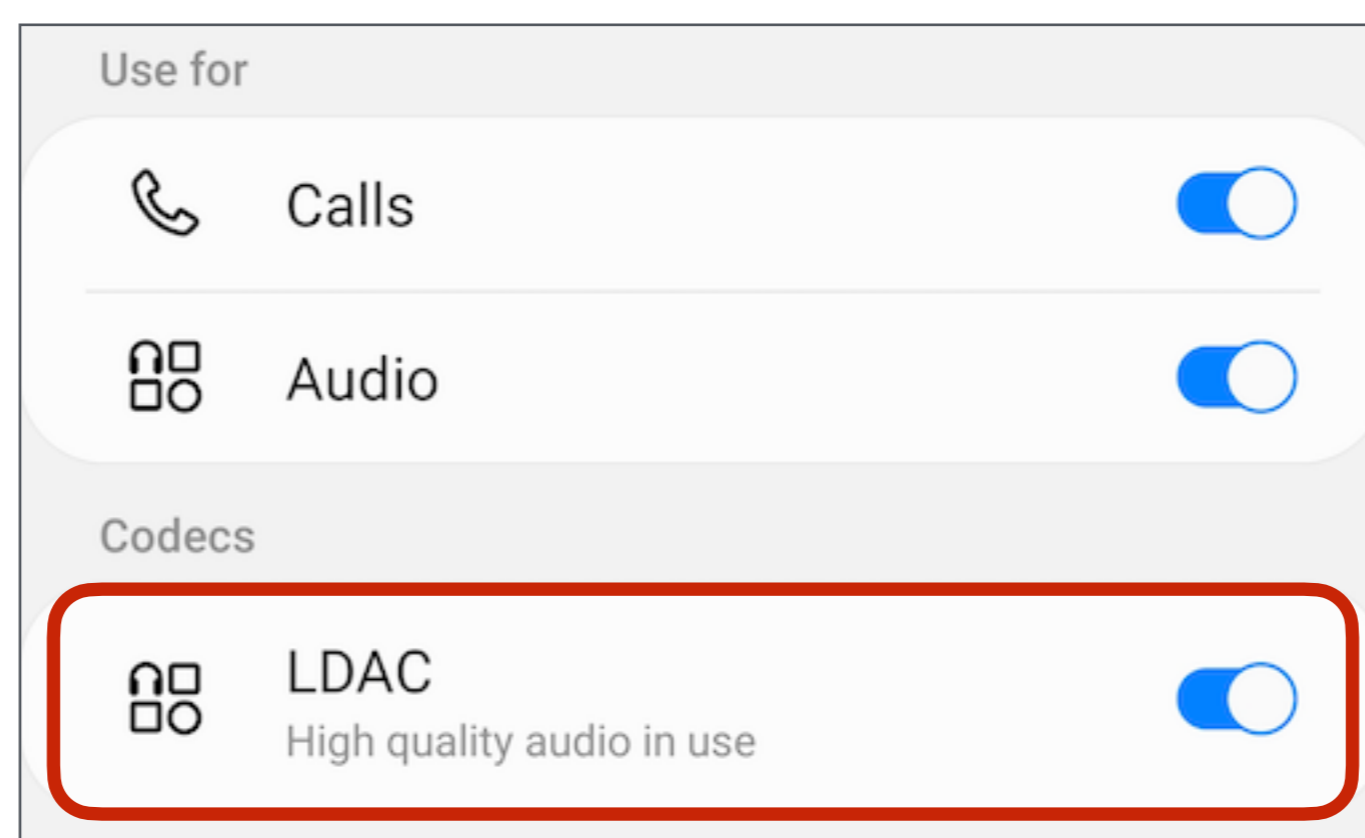 Use for
Calls
Audio
Codecs
LDAC
High quality audio in use